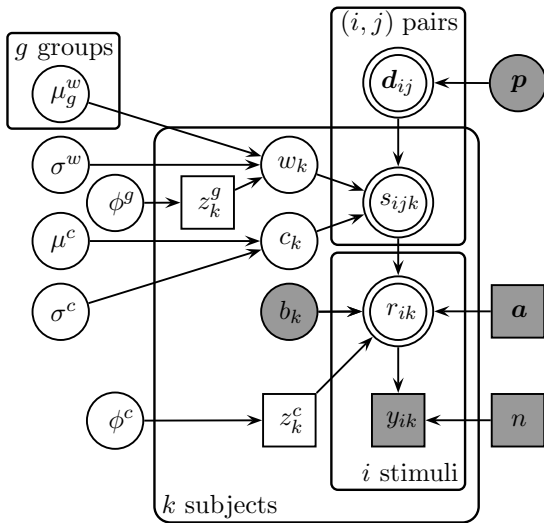 (i, j) pairs
g groups
μ_g^w
d_ij
p
σ^w
w_k
φ^g
z_k^g
s_ijk
μ^c
c_k
σ^c
b_k
r_ik
a
φ^c
z_k^c
y_ik
n
i stimuli
k subjects